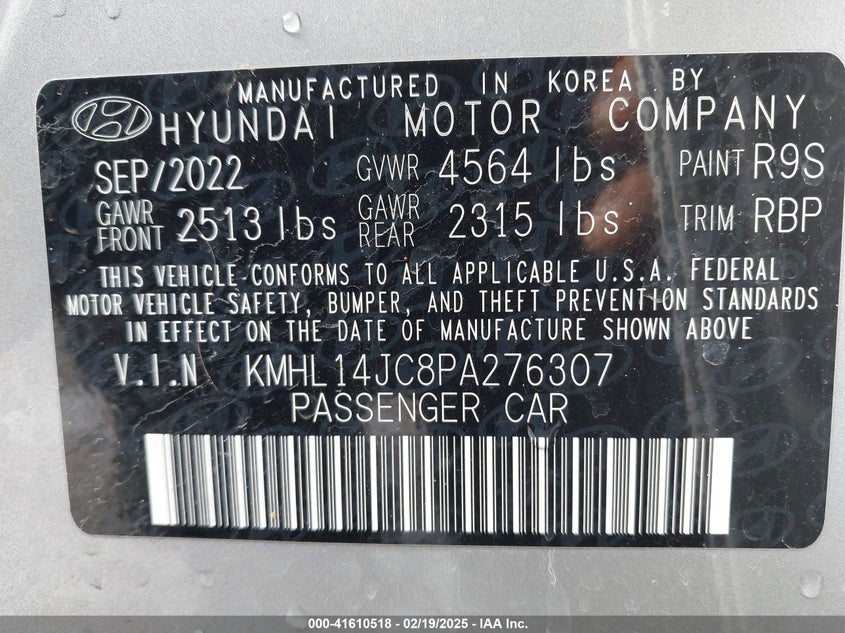 MANUFACTURED IN KOREA BY
HYUNDAI MOTOR COMPANY
SEP/2022 GVWR 4564 lbs PAINT R9S
GAWR FRONT 2513 lbs GAWR REAR 2315 lbs TRIM RBP
THIS VEHICLE CONFORMS TO ALL APPLICABLE U.S.A. FEDERAL
MOTOR VEHICLE SAFETY, BUMPER, AND THEFT PREVENTION STANDARDS
IN EFFECT ON THE DATE OF MANUFACTURE SHOWN ABOVE
V.I.N KMHL14JC8PA276307
PASSENGER CAR
000-41610518 - 02/19/2025 - IAA Inc.